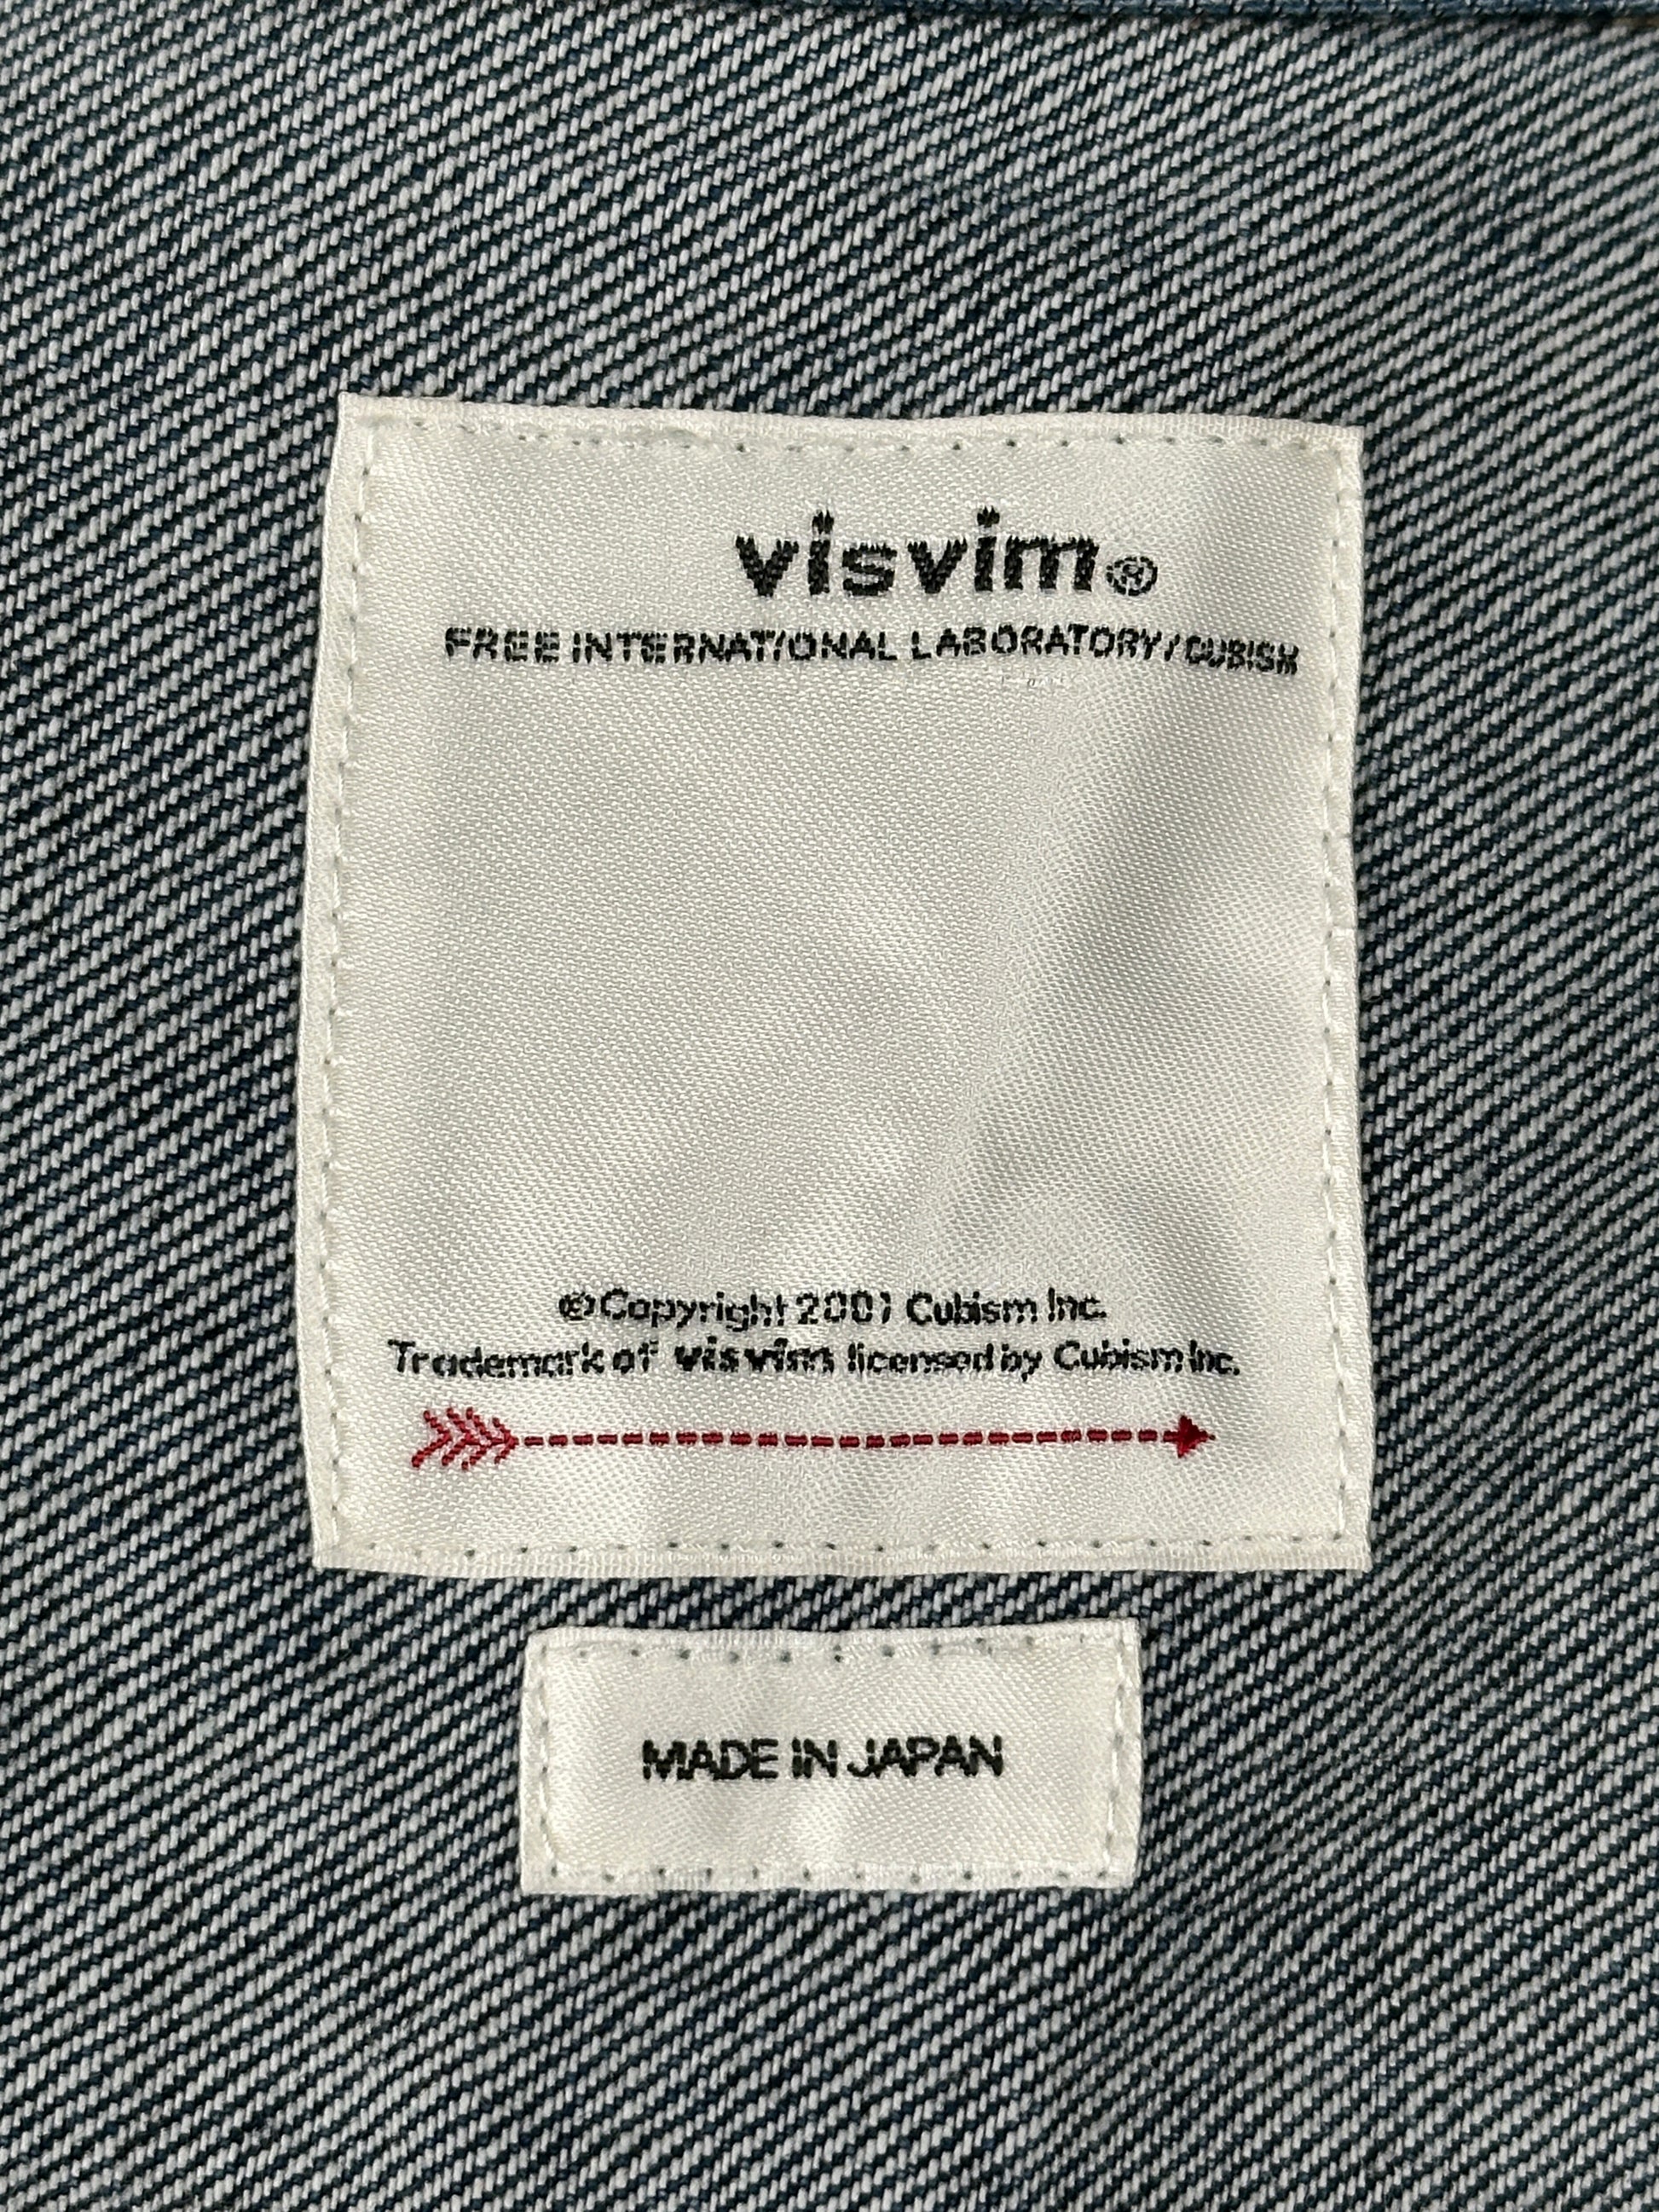 visvim®
FREE INTERNATIONAL LABORATORY / CUBISM
©Copyright 2001 Cubism Inc.
Trademark of visvim licensed by Cubism Inc.
MADE IN JAPAN